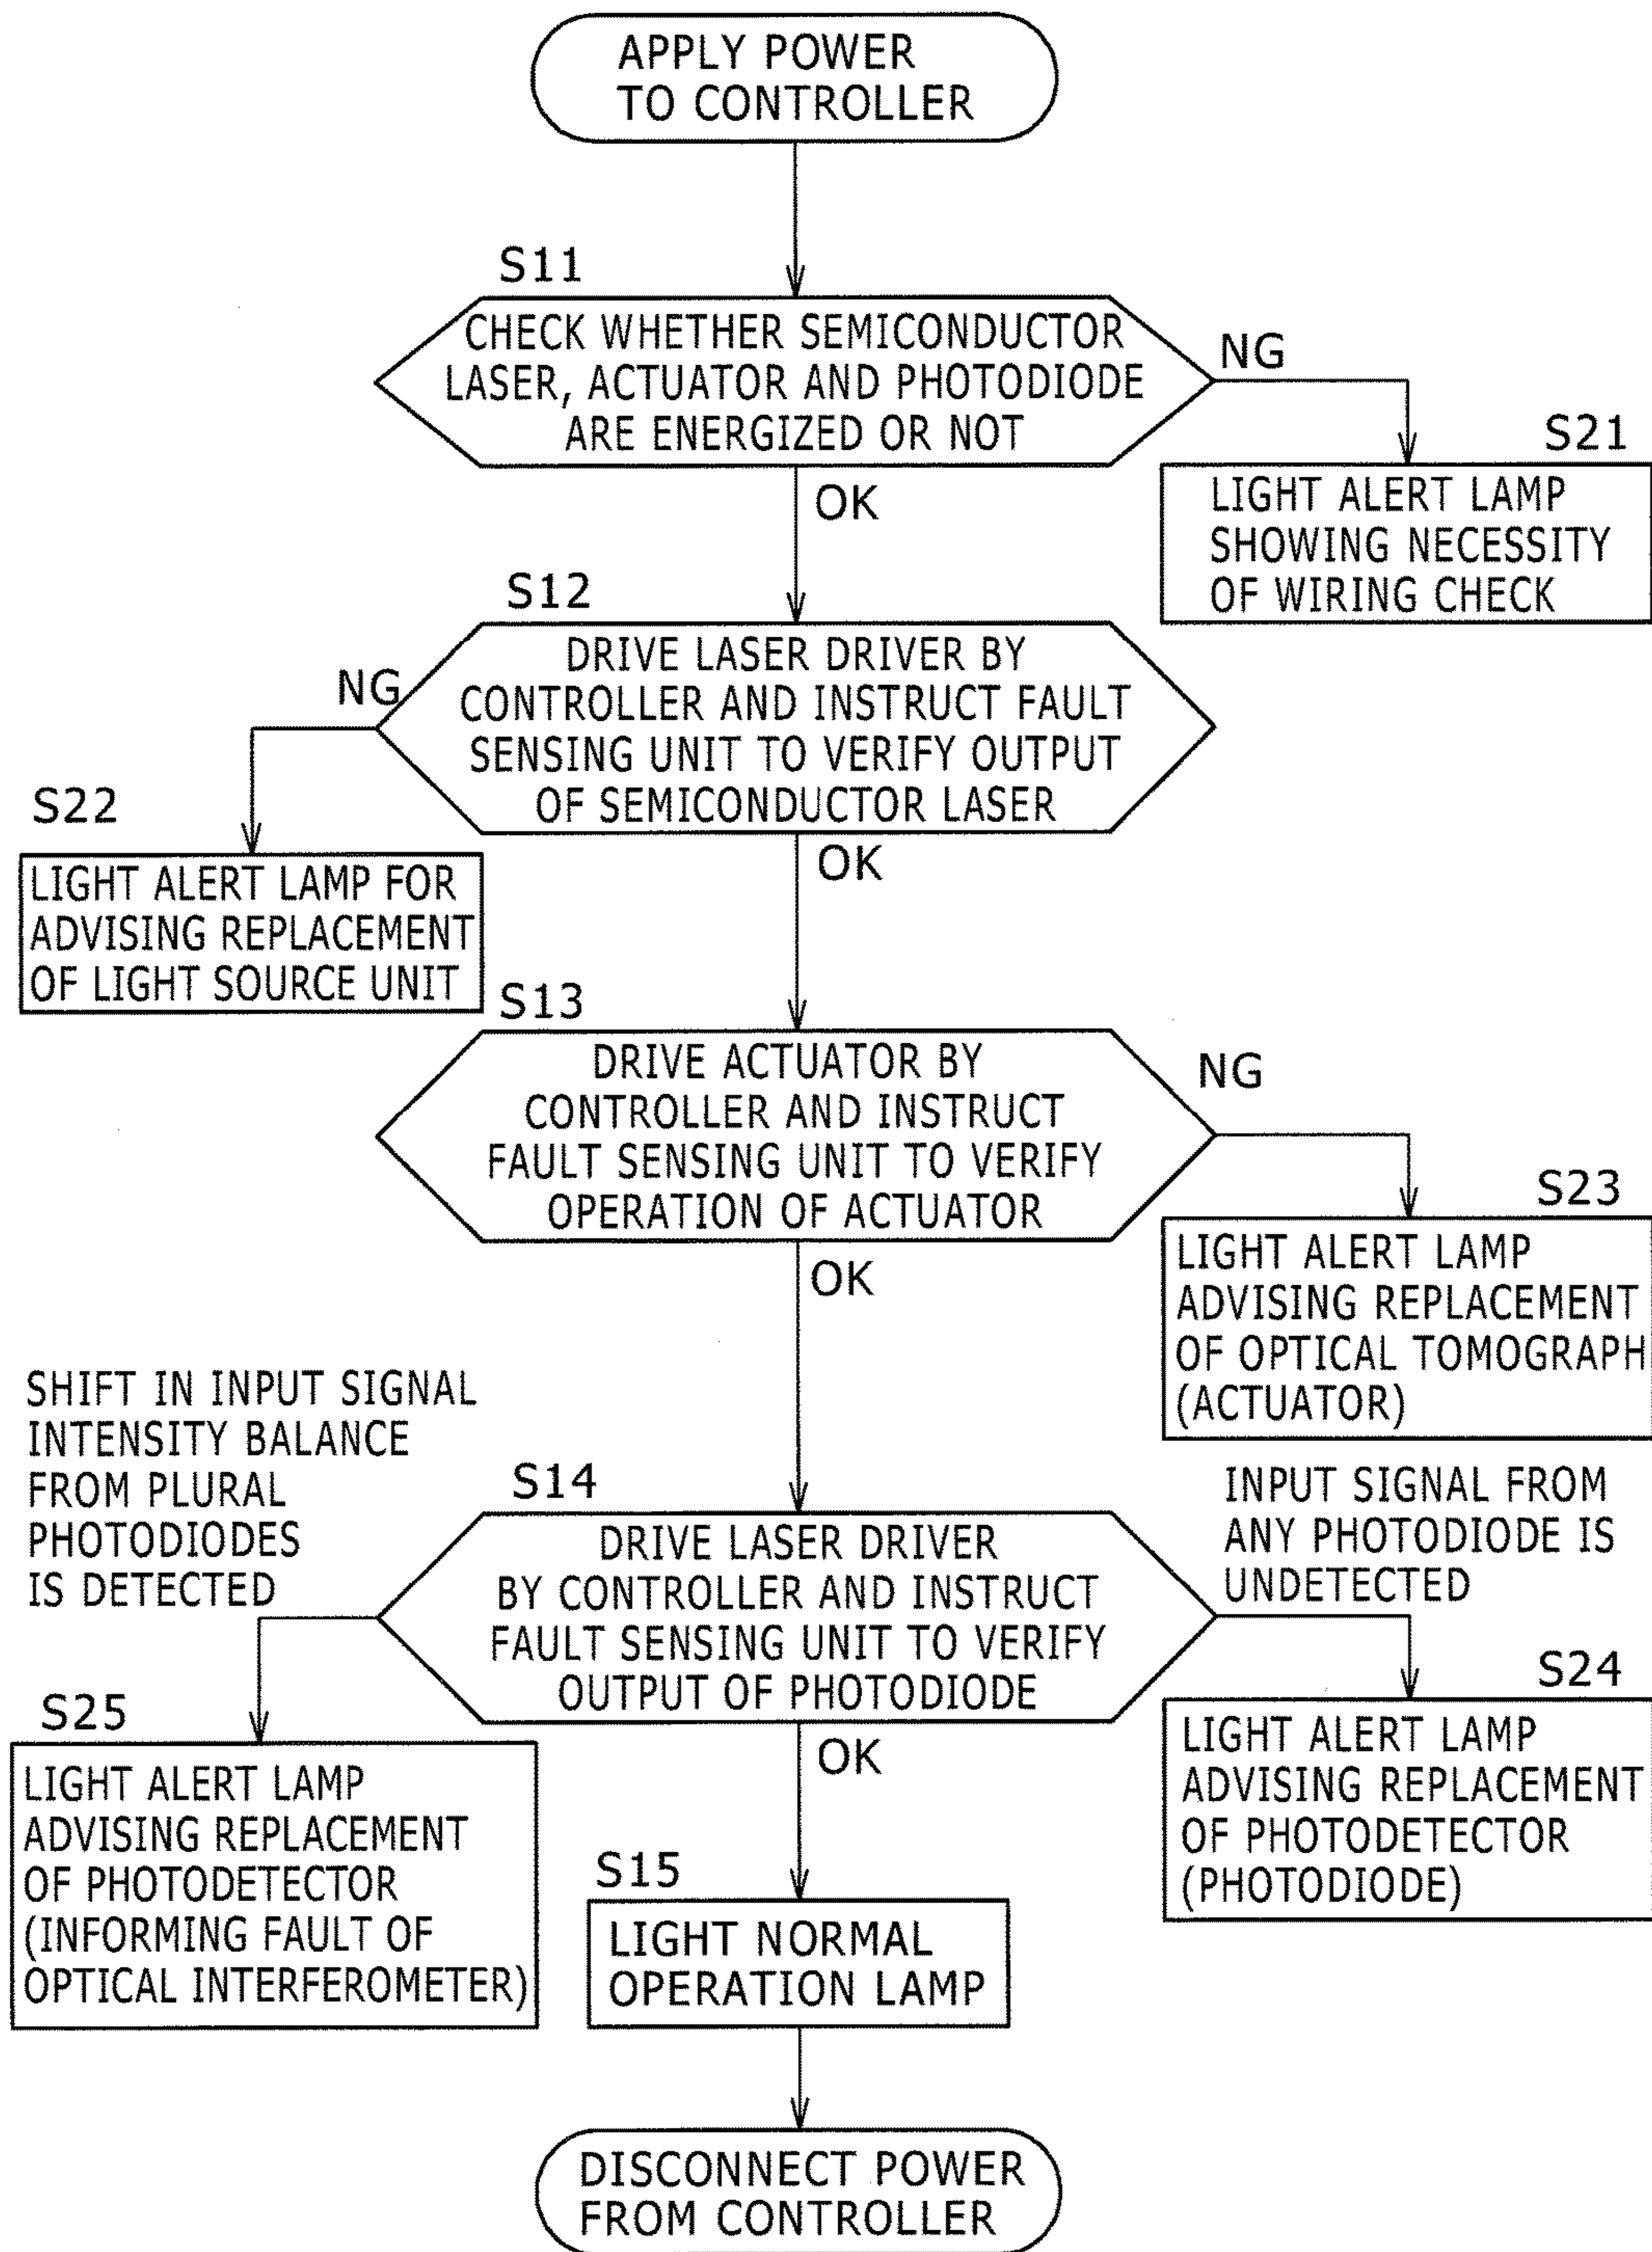 APPLY POWER
TO CONTROLLER
S11
CHECK WHETHER SEMICONDUCTOR
LASER, ACTUATOR AND PHOTODIODE
ARE ENERGIZED OR NOT
NG
OK
S21
LIGHT ALERT LAMP
SHOWING NECESSITY
OF WIRING CHECK
S12
DRIVE LASER DRIVER BY
CONTROLLER AND INSTRUCT FAULT
SENSING UNIT TO VERIFY OUTPUT
OF SEMICONDUCTOR LASER
NG
OK
S22
LIGHT ALERT LAMP FOR
ADVISING REPLACEMENT
OF LIGHT SOURCE UNIT
S13
DRIVE ACTUATOR BY
CONTROLLER AND INSTRUCT
FAULT SENSING UNIT TO VERIFY
OPERATION OF ACTUATOR
NG
OK
S23
LIGHT ALERT LAMP
ADVISING REPLACEMENT
OF OPTICAL TOMOGRAPH
(ACTUATOR)
SHIFT IN INPUT SIGNAL
INTENSITY BALANCE
FROM PLURAL
PHOTODIODES
IS DETECTED
S14
DRIVE LASER DRIVER
BY CONTROLLER AND INSTRUCT
FAULT SENSING UNIT TO VERIFY
OUTPUT OF PHOTODIODE
INPUT SIGNAL FROM
ANY PHOTODIODE IS
UNDETECTED
OK
S25
LIGHT ALERT LAMP
ADVISING REPLACEMENT
OF PHOTODETECTOR
(INFORMING FAULT OF
OPTICAL INTERFEROMETER)
S24
LIGHT ALERT LAMP
ADVISING REPLACEMENT
OF PHOTODETECTOR
(PHOTODIODE)
S15
LIGHT NORMAL
OPERATION LAMP
DISCONNECT POWER
FROM CONTROLLER